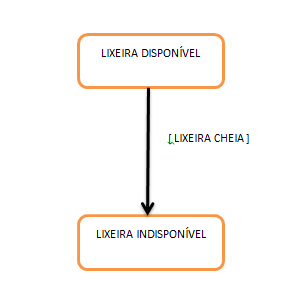 LIXEIRA DISPONÍVEL
[ LIXEIRA CHEIA ]
LIXEIRA INDISPONÍVEL